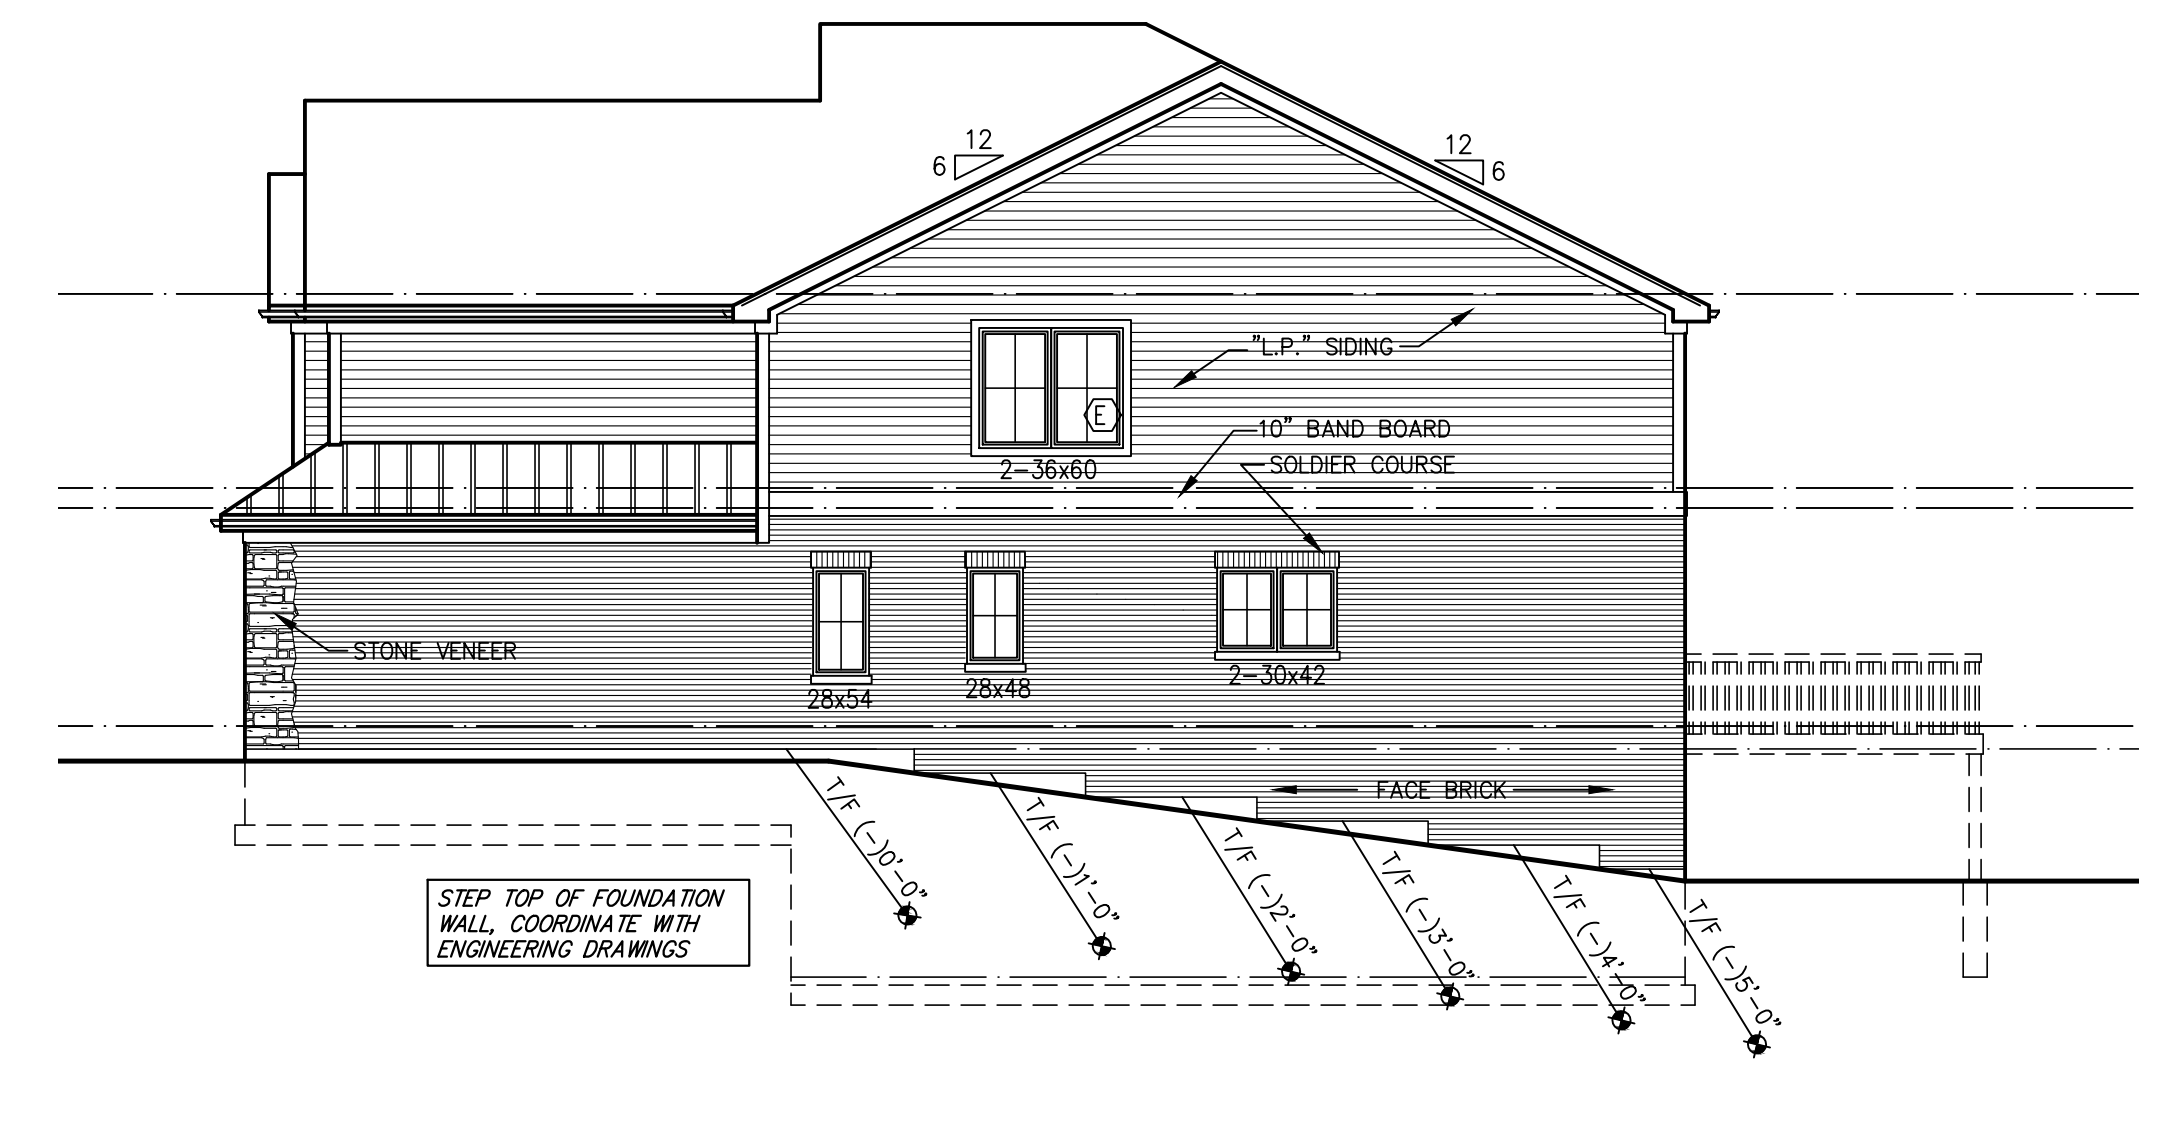 12
6
12
6
"L.P." SIDING
E
10" BAND BOARD
2-36x60
SOLDIER COURSE
STONE VENEER
28x54
28x48
2-30x42
FACE BRICK
T/F (-)0'-0"
T/F (-)1'-0"
T/F (-)2'-0"
T/F (-)3'-0"
T/F (-)4'-0"
T/F (-)5'-0"
STEP TOP OF FOUNDATION
WALL, COORDINATE WITH
ENGINEERING DRAWINGS